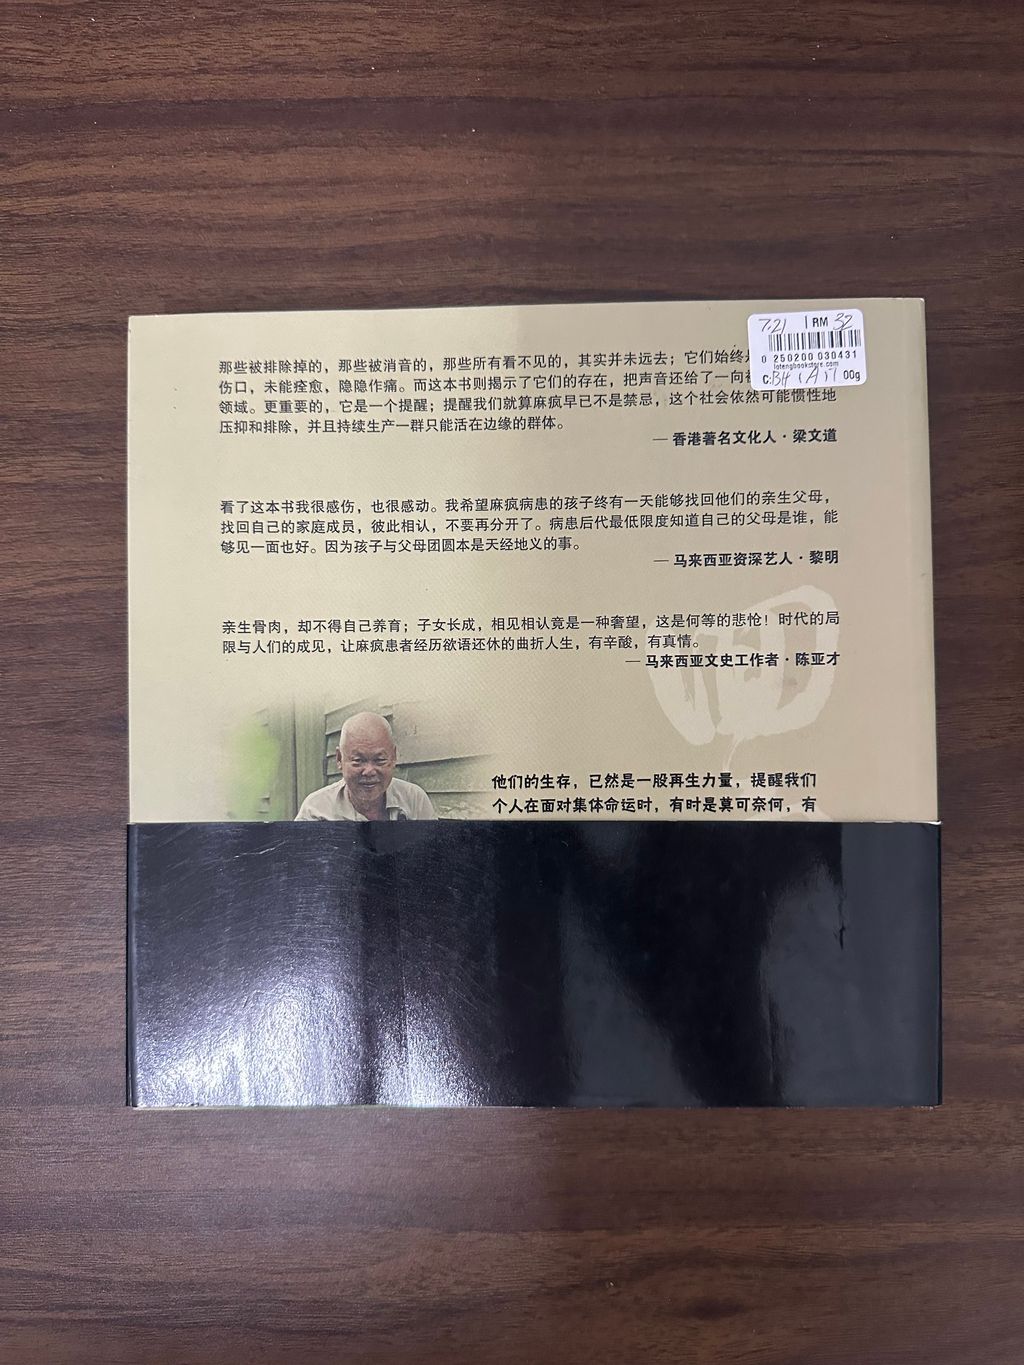 7.21 RM 32
0 250200 030431
lotengbookstore.com
00g
那些被排除掉的，那些被消音的，那些所有看不见的，其实并未远去；它们始终是
伤口，未能痊愈、隐隐作痛。而这本书则揭示了它们的存在，把声音还给了一向被
领域。更重要的，它是一个提醒；提醒我们就算麻疯早已不是禁忌，这个社会依然可能惯性地
压抑和排除，并且持续生产一群只能活在边缘的群体。
— 香港著名文化人·梁文道
看了这本书我很感伤，也很感动。我希望麻疯病患的孩子终有一天能够找回他们的亲生父母，
找回自己的家庭成员，彼此相认，不要再分开了。病患后代最低限度知道自己的父母是谁，能
够见一面也好。因为孩子与父母团圆本是天经地义的事。
— 马来西亚资深艺人·黎明
亲生骨肉，却不得自己养育；子女长成，相见相认竟是一种奢望，这是何等的悲怆！时代的局
限与人们的成见，让麻疯患者经历欲语还休的曲折人生，有辛酸，有真情。
— 马来西亚文史工作者·陈亚才
他们的生存，已然是一股再生力量，提醒我们
个人在面对集体命运时，有时是莫可奈何，有